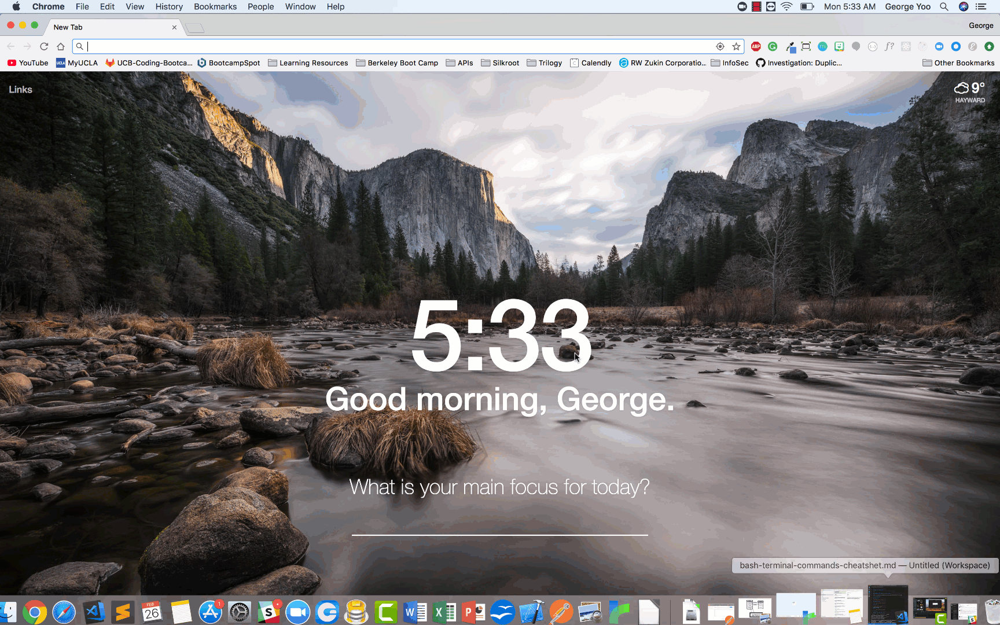 Chrome File Edit View History Bookmarks People Window Help Mon 5:33 AM George Yoo
New Tab George
ABP G m f?
YouTube UCLA MyUCLA UCB-Coding-Bootca... BootcampSpot Learning Resources Berkeley Boot Camp APIs Silkroot Trilogy Calendly RW Zukin Corporatio... InfoSec Investigation: Duplic... Other Bookmarks
Links
9°
HAYWARD
5:33
Good morning, George.
What is your main focus for today?
bash-terminal-commands-cheatshet.md — Untitled (Workspace)
FEB
26
1
S
W
X
P